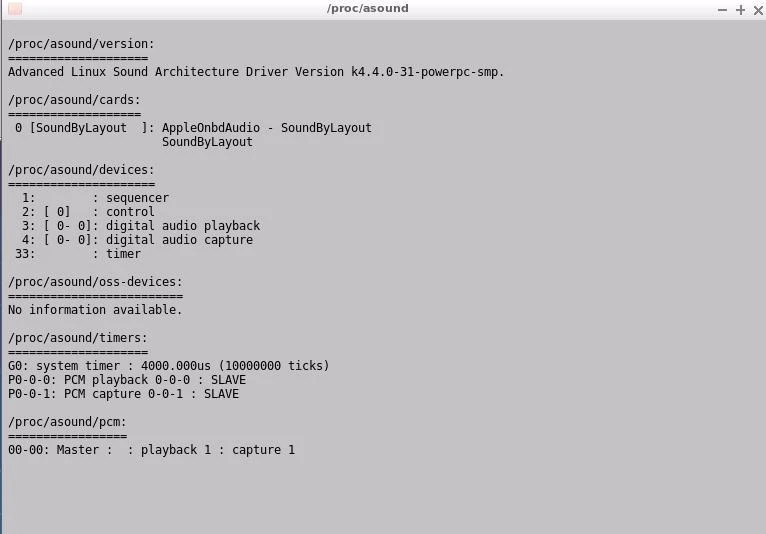 /proc/asound
/proc/asound/version:
====================
Advanced Linux Sound Architecture Driver Version k4.4.0-31-powerpc-smp.
/proc/asound/cards:
===================
0 [SoundByLayout  ]: AppleOnbdAudio - SoundByLayout
SoundByLayout
/proc/asound/devices:
=====================
1:        : sequencer
2: [ 0]   : control
3: [ 0- 0]: digital audio playback
4: [ 0- 0]: digital audio capture
33:        : timer
/proc/asound/oss-devices:
=========================
No information available.
/proc/asound/timers:
====================
G0: system timer : 4000.000us (10000000 ticks)
P0-0-0: PCM playback 0-0-0 : SLAVE
P0-0-1: PCM capture 0-0-1 : SLAVE
/proc/asound/pcm:
=================
00-00: Master :  : playback 1 : capture 1